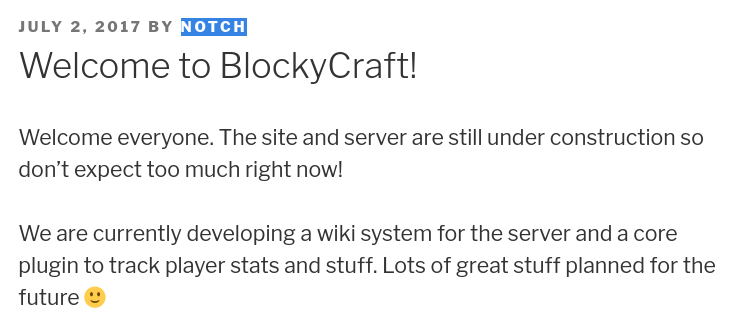 JULY 2, 2017 BY NOTCH
Welcome to BlockyCraft!
Welcome everyone. The site and server are still under construction so
don’t expect too much right now!
We are currently developing a wiki system for the server and a core
plugin to track player stats and stuff. Lots of great stuff planned for the
future 🙂